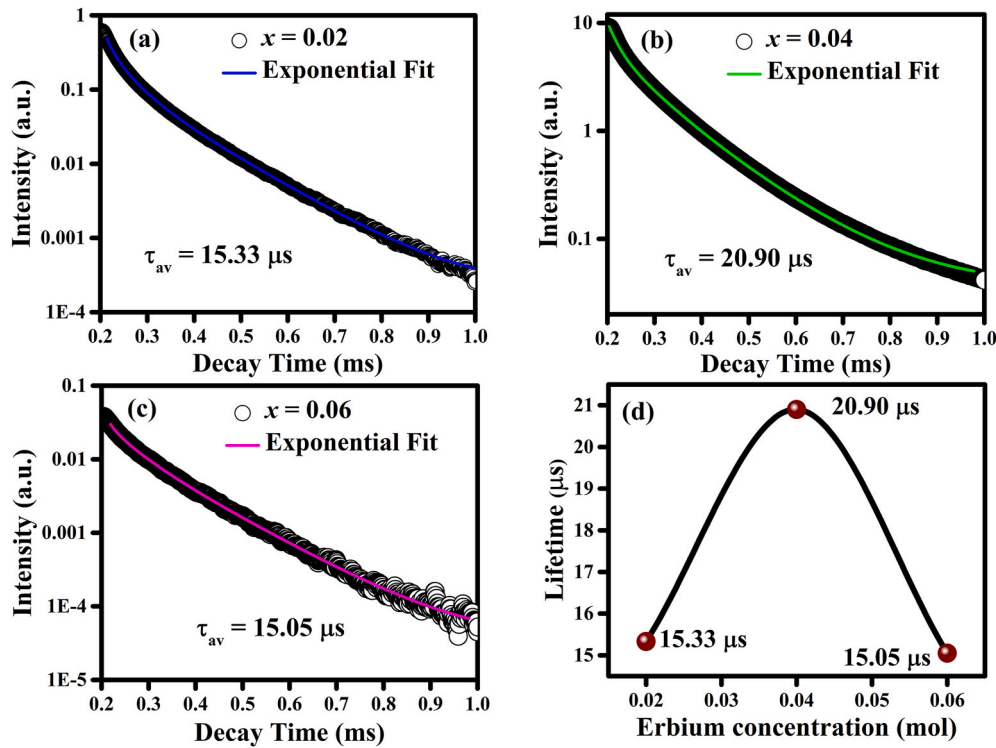 (a)
x = 0.02
Exponential Fit
τav = 15.33 μs
1
0.1
0.01
0.001
1E-4
Intensity (a.u.)
0.2 0.3 0.4 0.5 0.6 0.7 0.8 0.9 1.0
Decay Time (ms)
(b)
x = 0.04
Exponential Fit
τav = 20.90 μs
10
1
0.1
Intensity (a.u.)
0.2 0.3 0.4 0.5 0.6 0.7 0.8 0.9 1.0
Decay Time (ms)
(c)
x = 0.06
Exponential Fit
τav = 15.05 μs
0.1
0.01
0.001
1E-4
1E-5
Intensity (a.u.)
0.2 0.3 0.4 0.5 0.6 0.7 0.8 0.9 1.0
Decay Time (ms)
(d)
20.90 μs
15.33 μs
15.05 μs
21
20
19
18
17
16
15
Lifetime (μs)
0.02 0.03 0.04 0.05 0.06
Erbium concentration (mol)